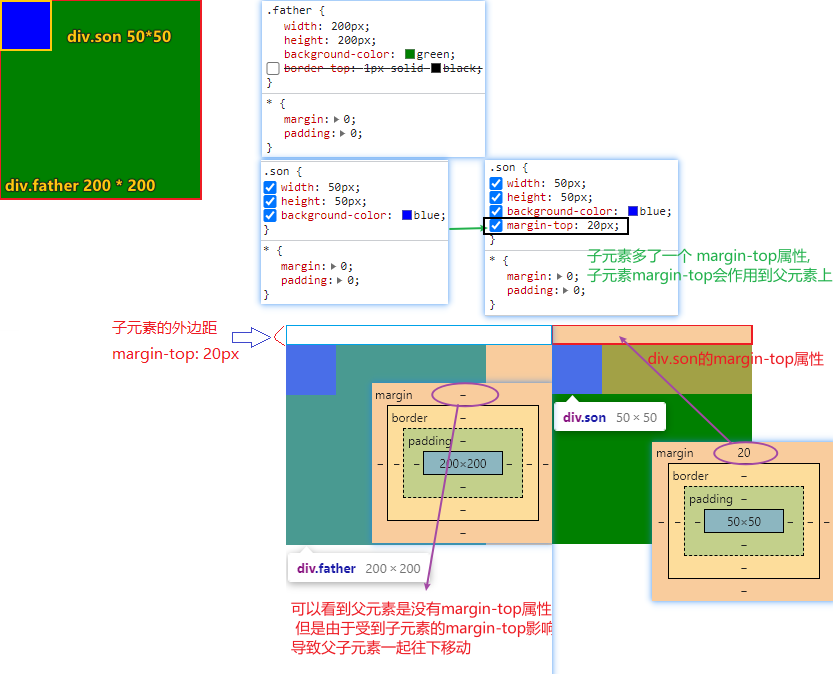 div.son 50*50
div.father 200 * 200
.father {
width: 200px;
height: 200px;
background-color: green;
border-top: 1px solid black;
}
* {
margin: 0;
padding: 0;
}
.son {
width: 50px;
height: 50px;
background-color: blue;
}
* {
margin: 0;
padding: 0;
}
.son {
width: 50px;
height: 50px;
background-color: blue;
margin-top: 20px;
}
* {
margin: 0;
padding: 0;
}
子元素多了一个 margin-top属性,
子元素margin-top会作用到父元素上
子元素的外边距
margin-top: 20px
div.son的margin-top属性
margin –
border –
padding –
– – – 200×200 – – –
–
–
–
div.father 200 × 200
div.son 50 × 50
margin 20
border –
padding –
– – – 50×50 – – –
–
–
–
可以看到父元素是没有margin-top属性
但是由于受到子元素的margin-top影响
导致父子元素一起往下移动